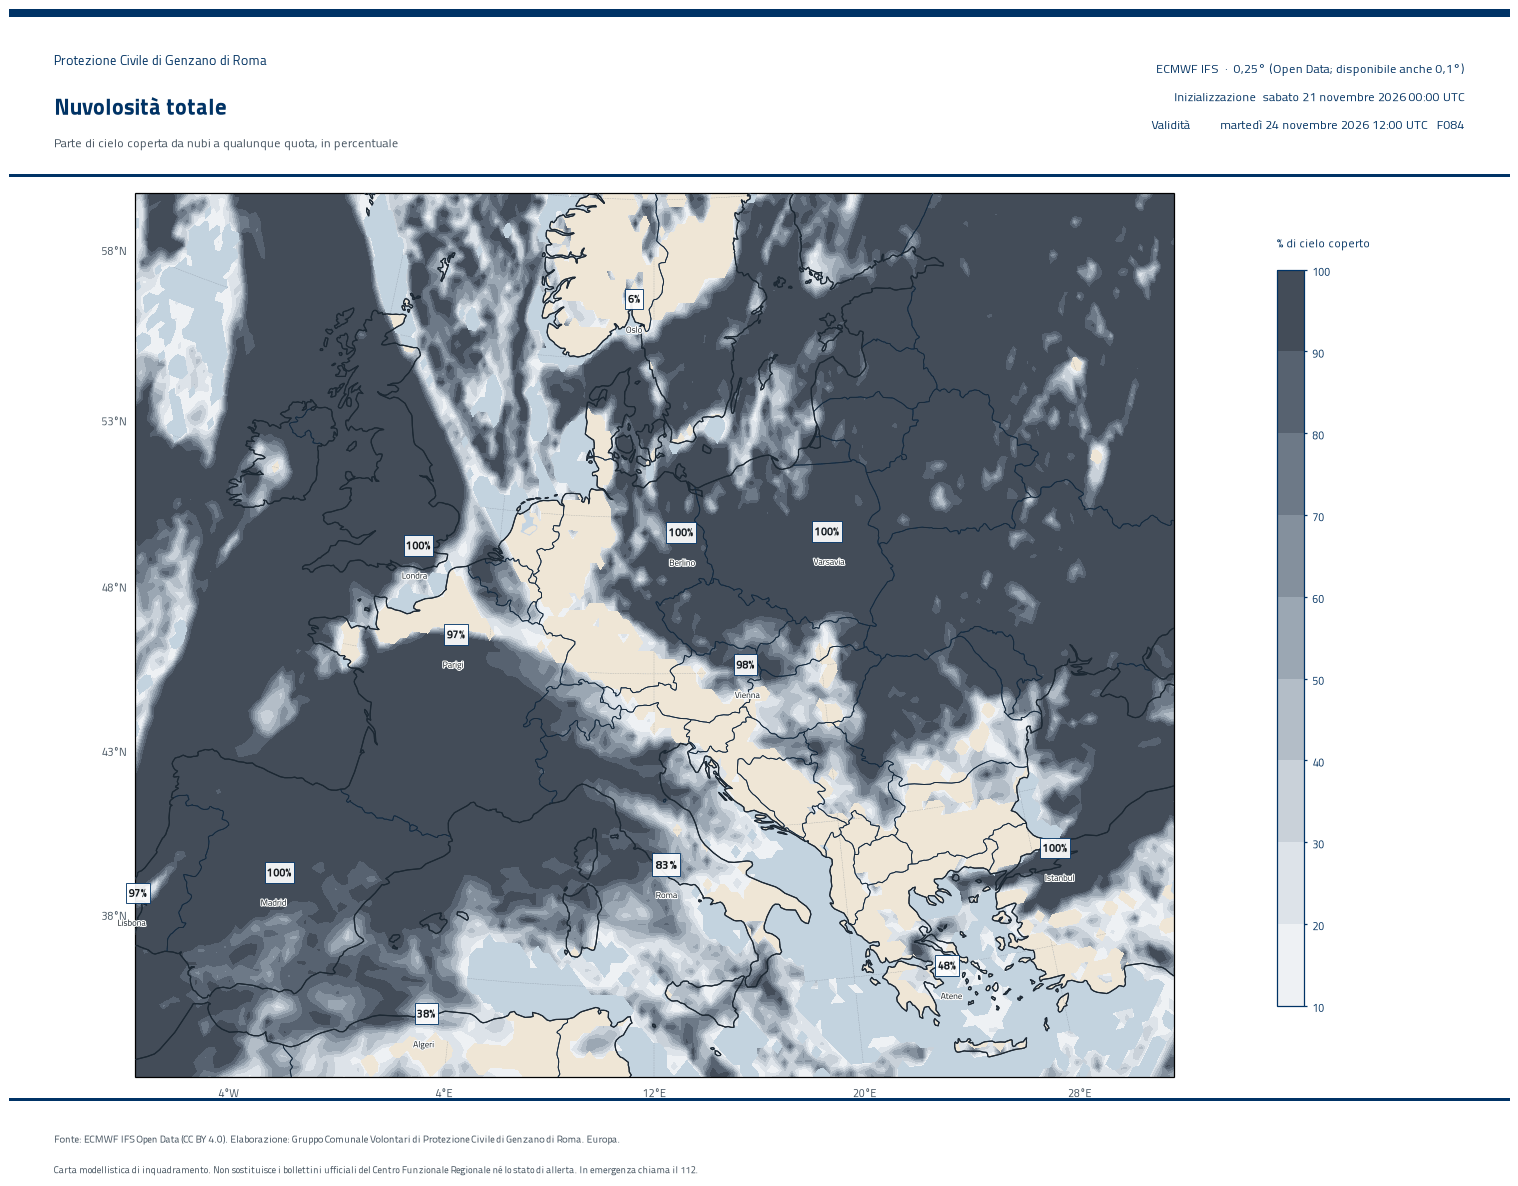 Protezione Civile di Genzano di Roma
Nuvolosità totale
Parte di cielo coperta da nubi a qualunque quota, in percentuale
ECMWF IFS · 0,25° (Open Data; disponibile anche 0,1°)
Inizializzazione sabato 21 novembre 2026 00:00 UTC
Validità martedì 24 novembre 2026 12:00 UTC F084
% di cielo coperto
100
90
80
70
60
50
40
30
20
10
58°N
53°N
48°N
43°N
38°N
4°W
4°E
12°E
20°E
28°E
6%
Oslo
100%
Londra
100%
Berlino
100%
Varsavia
97%
Parigi
98%
Vienna
100%
Madrid
97%
Lisbona
83%
Roma
100%
Istanbul
48%
Atene
38%
Algeri
Fonte: ECMWF IFS Open Data (CC BY 4.0). Elaborazione: Gruppo Comunale Volontari di Protezione Civile di Genzano di Roma. Europa.
Carta modellistica di inquadramento. Non sostituisce i bollettini ufficiali del Centro Funzionale Regionale né lo stato di allerta. In emergenza chiama il 112.